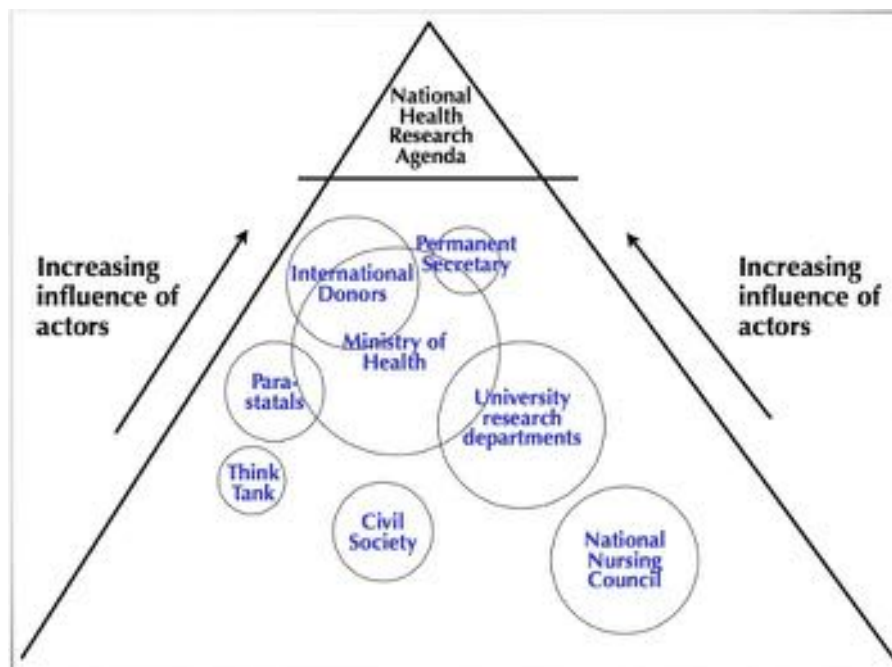 National
Health
Research
Agenda
Increasing
influence of
actors
Increasing
influence of
actors
Permanent
Secretary
International
Donors
Ministry of
Health
Para-
statals
University
research
departments
Think
Tank
Civil
Society
National
Nursing
Council